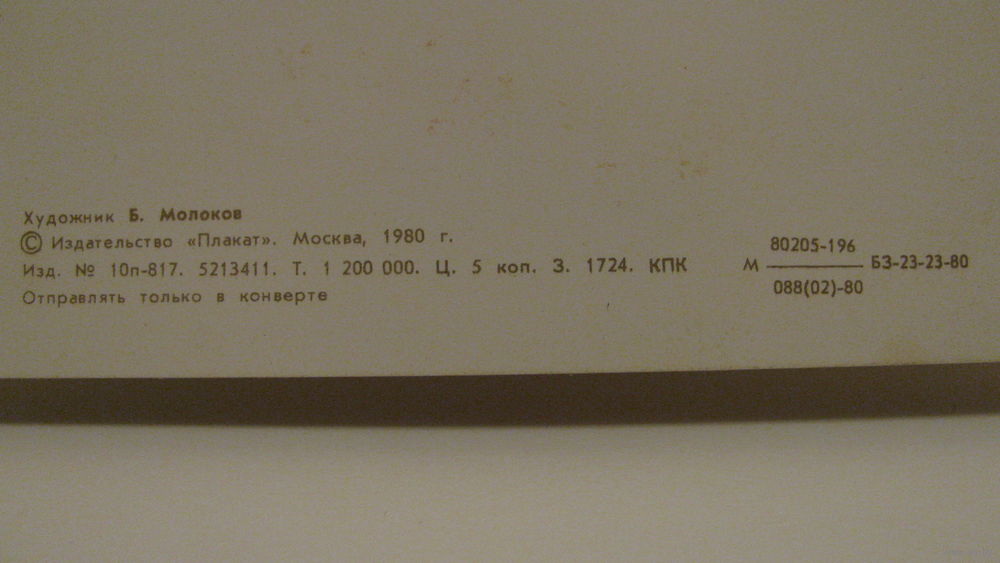 Художник Б. Молоков
© Издательство «Плакат». Москва, 1980 г.
Изд. № 10п-817. 5213411. Т. 1 200 000. Ц. 5 коп. З. 1724. КПК
Отправлять только в конверте
80205-196
М БЗ-23-23-80
088(02)-80